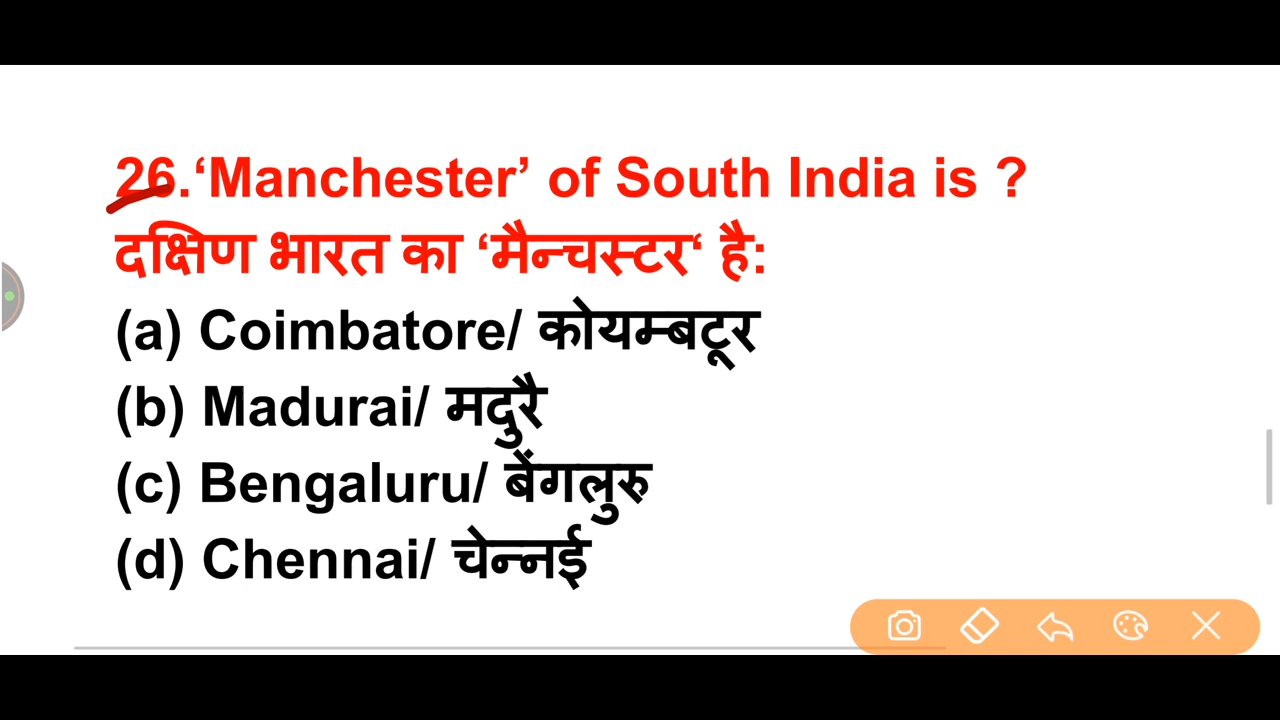 26.‘Manchester’ of South India is ?
दक्षिण भारत का ‘मैन्चस्टर‘ है:
(a) Coimbatore/ कोयम्बटूर
(b) Madurai/ मदुरै
(c) Bengaluru/ बेंगलुरु
(d) Chennai/ चेन्नई